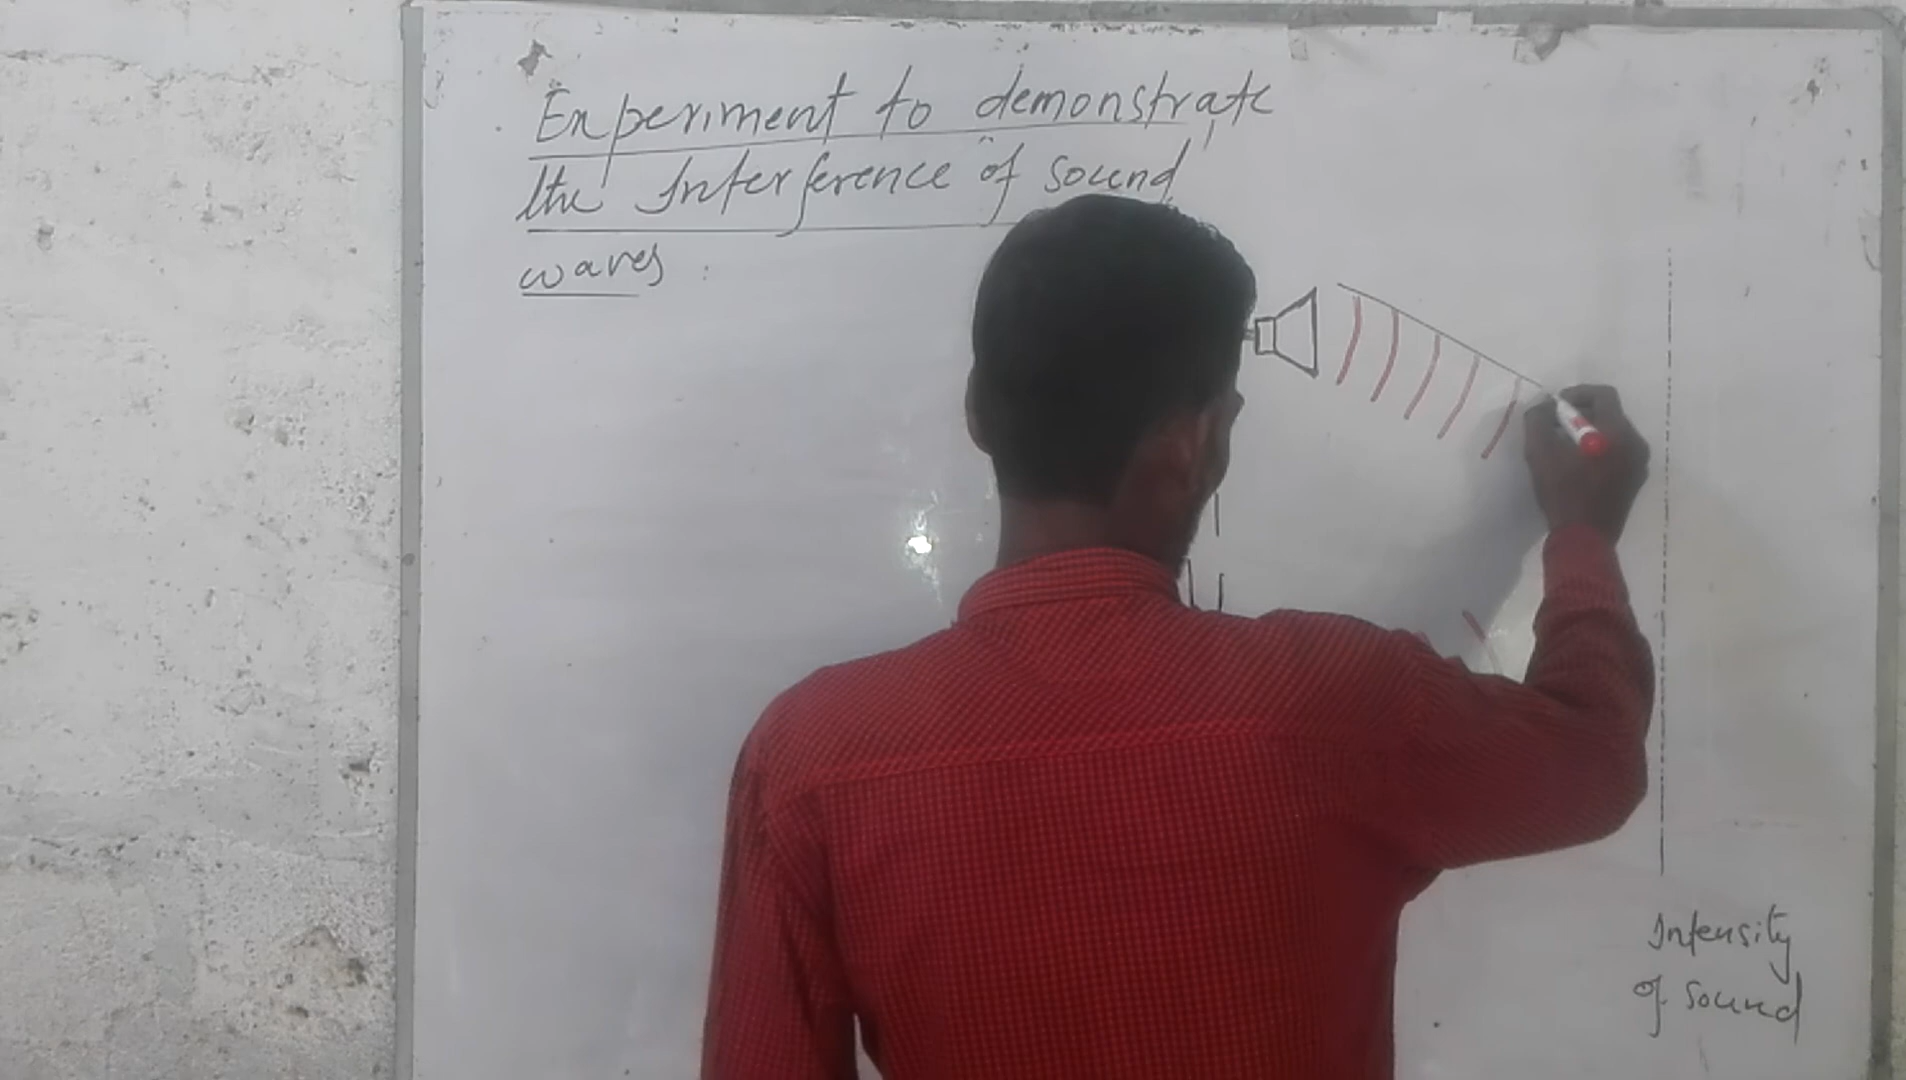 Experiment to demonstrate
the Interference of sound
waves :
Intensity
of sound